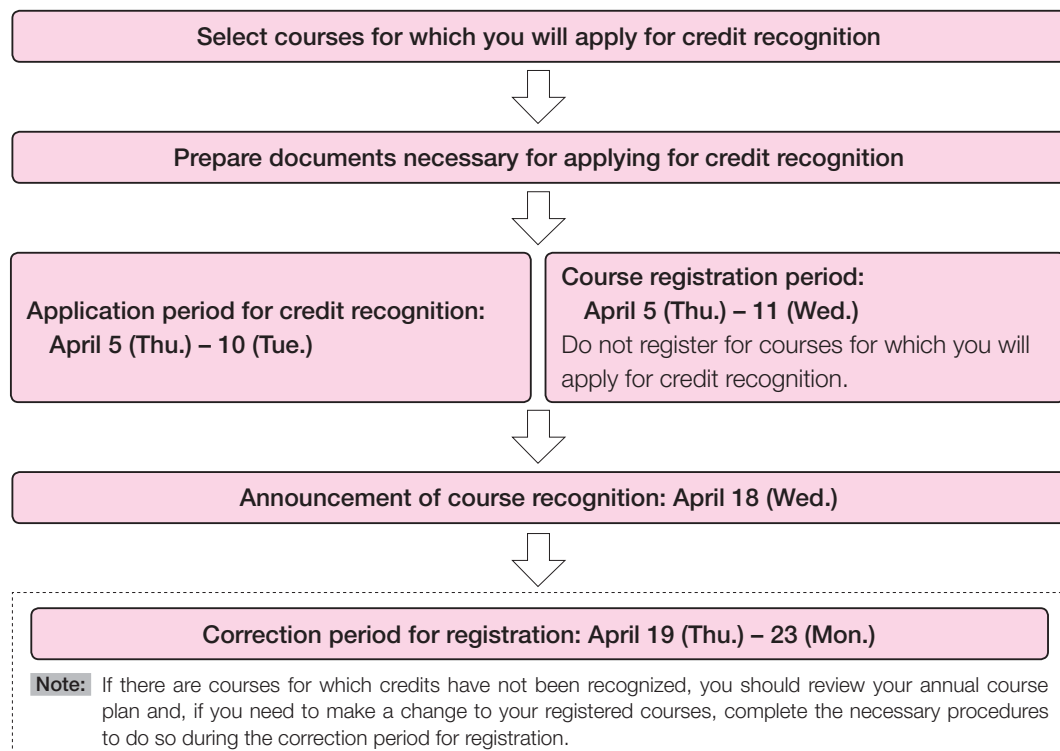 Select courses for which you will apply for credit recognition
Prepare documents necessary for applying for credit recognition
Application period for credit recognition:
April 5 (Thu.) – 10 (Tue.)
Course registration period:
April 5 (Thu.) – 11 (Wed.)
Do not register for courses for which you will
apply for credit recognition.
Announcement of course recognition: April 18 (Wed.)
Correction period for registration: April 19 (Thu.) – 23 (Mon.)
Note: If there are courses for which credits have not been recognized, you should review your annual course
plan and, if you need to make a change to your registered courses, complete the necessary procedures
to do so during the correction period for registration.